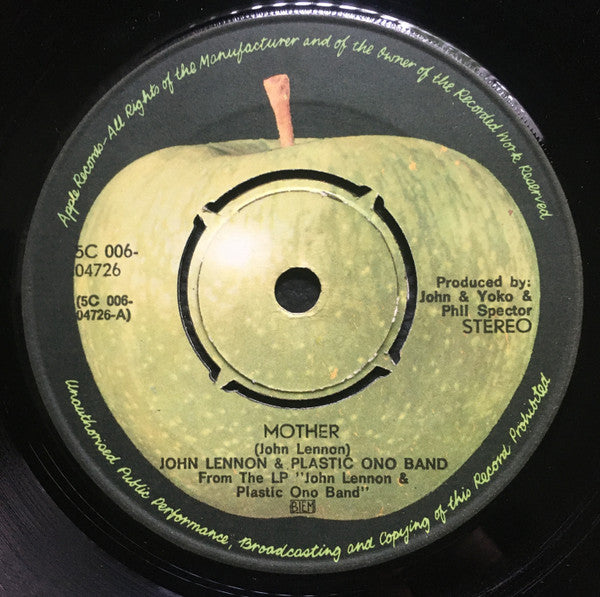 Apple Records-All Rights of the Manufacturer and of the Owner of the Recorded Work Reserved
5C 006-
04726
(5C 006-
04726-A)
Produced by:
John & Yoko &
Phil Spector
STEREO
MOTHER
(John Lennon)
JOHN LENNON & PLASTIC ONO BAND
From The LP "John Lennon &
Plastic Ono Band"
BIEM
Unauthorised Public Performance, Broadcasting and Copying of this Record Prohibited